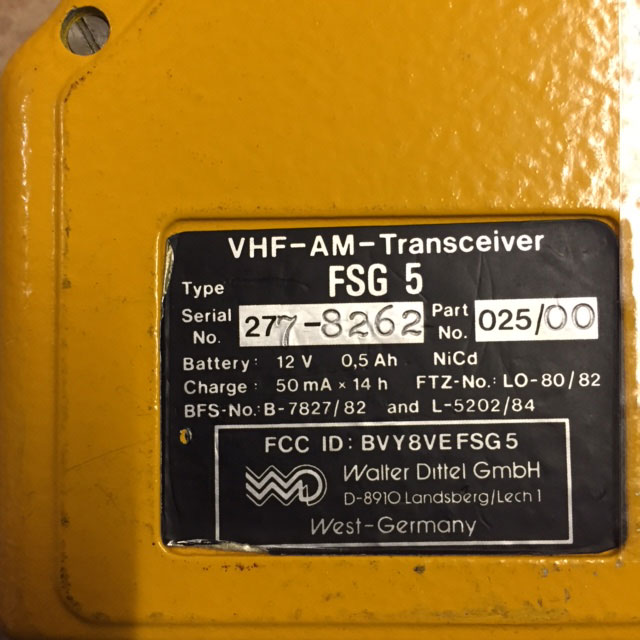 VHF-AM-Transceiver
Type FSG 5
Serial No. 277-8262 Part No. 025/00
Battery: 12 V 0,5 Ah NiCd
Charge: 50 mA × 14 h FTZ-No.: LO-80/82
BFS-No.: B-7827/82 and L-5202/84
FCC ID: BVY8VEFSG5
Walter Dittel GmbH
D-8910 Landsberg/Lech 1
West-Germany